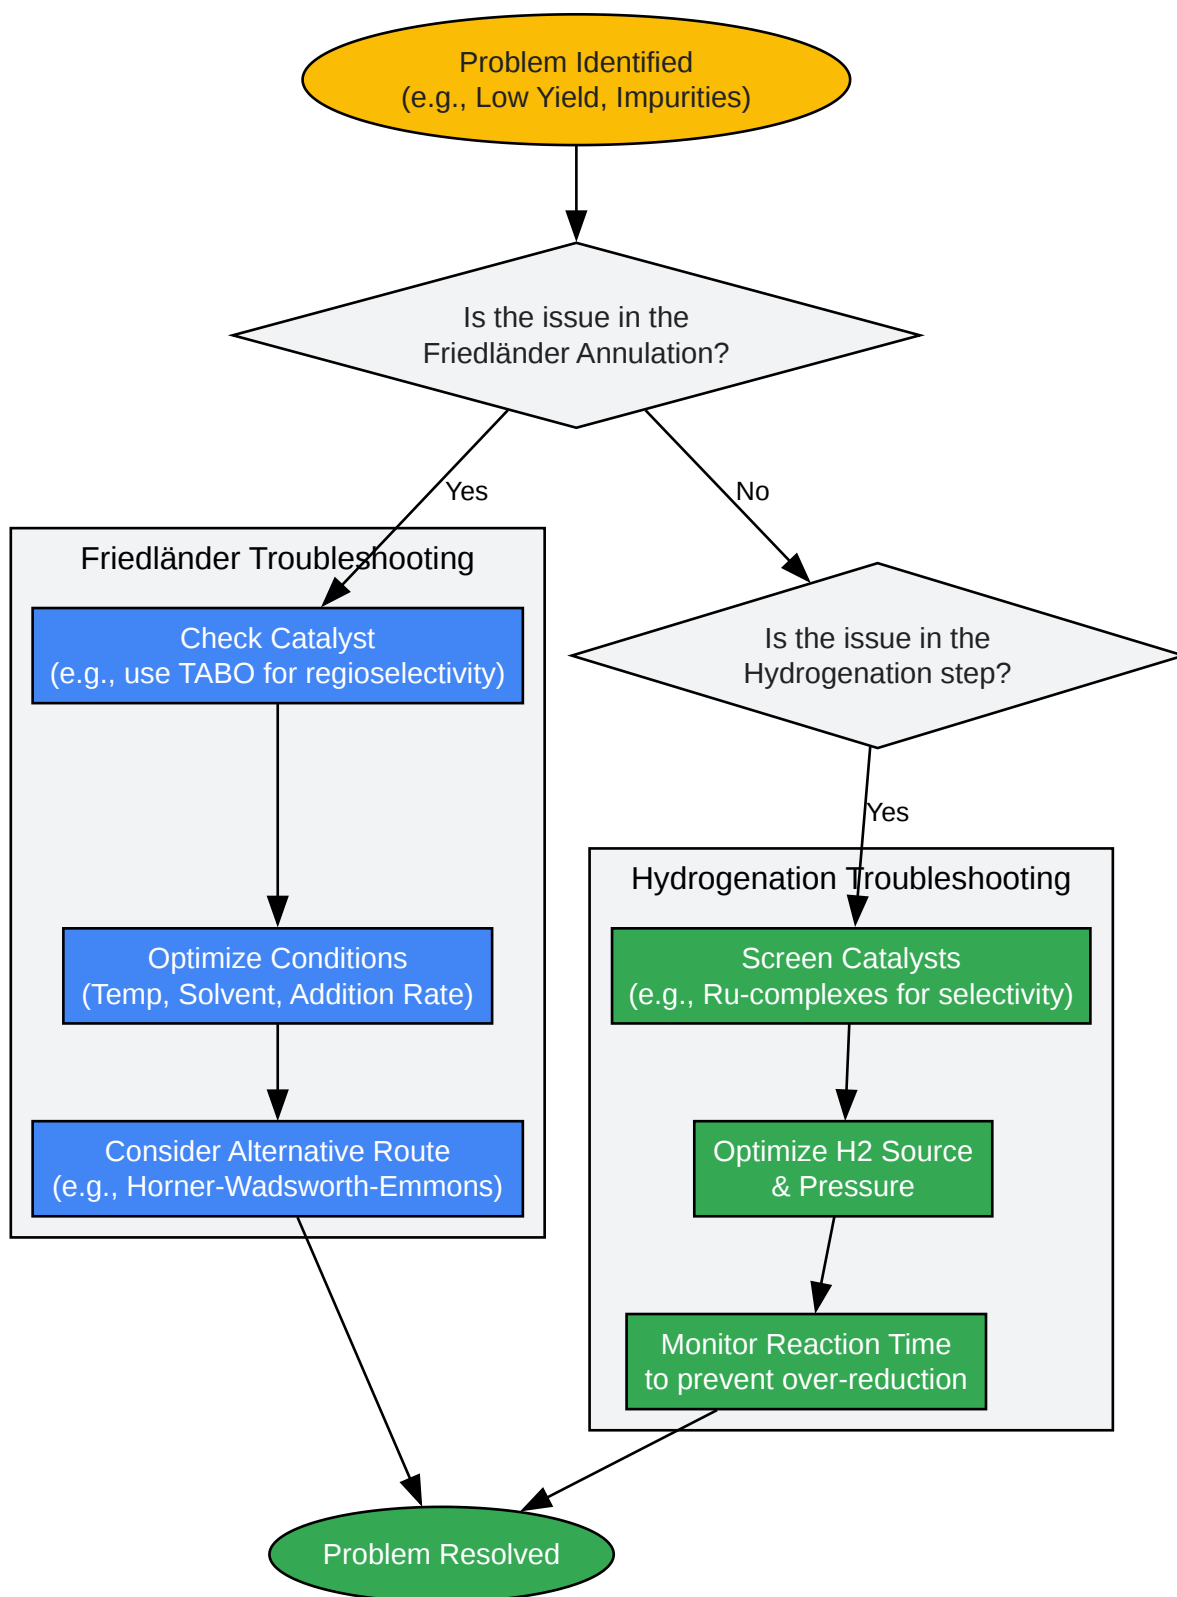 Problem Identified
(e.g., Low Yield, Impurities)
Is the issue in the
Friedländer Annulation?
Yes
No
Friedländer Troubleshooting
Check Catalyst
(e.g., use TABO for regioselectivity)
Optimize Conditions
(Temp, Solvent, Addition Rate)
Consider Alternative Route
(e.g., Horner-Wadsworth-Emmons)
Is the issue in the
Hydrogenation step?
Yes
Hydrogenation Troubleshooting
Screen Catalysts
(e.g., Ru-complexes for selectivity)
Optimize H2 Source
& Pressure
Monitor Reaction Time
to prevent over-reduction
Problem Resolved